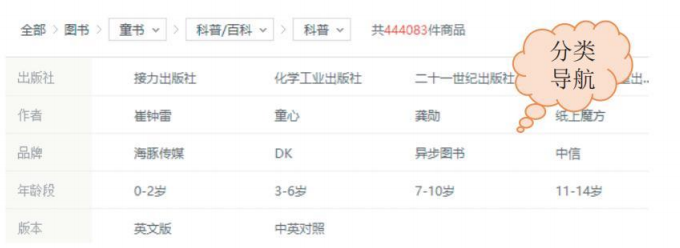 全部 > 图书 > 童书 > 科普/百科 > 科普 共444083件商品
分类
导航
出版社 接力出版社 化学工业出版社 二十一世纪出版社 出..
作者 崔钟雷 童心 龚勋 纸上魔方
品牌 海豚传媒 DK 异步图书 中信
年龄段 0-2岁 3-6岁 7-10岁 11-14岁
版本 英文版 中英对照